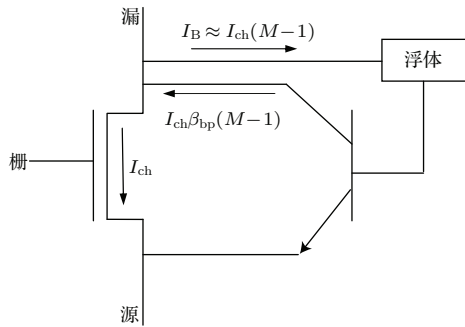 漏
I_B ≈ I_ch(M−1)
浮体
I_chβ_bp(M−1)
栅
I_ch
源